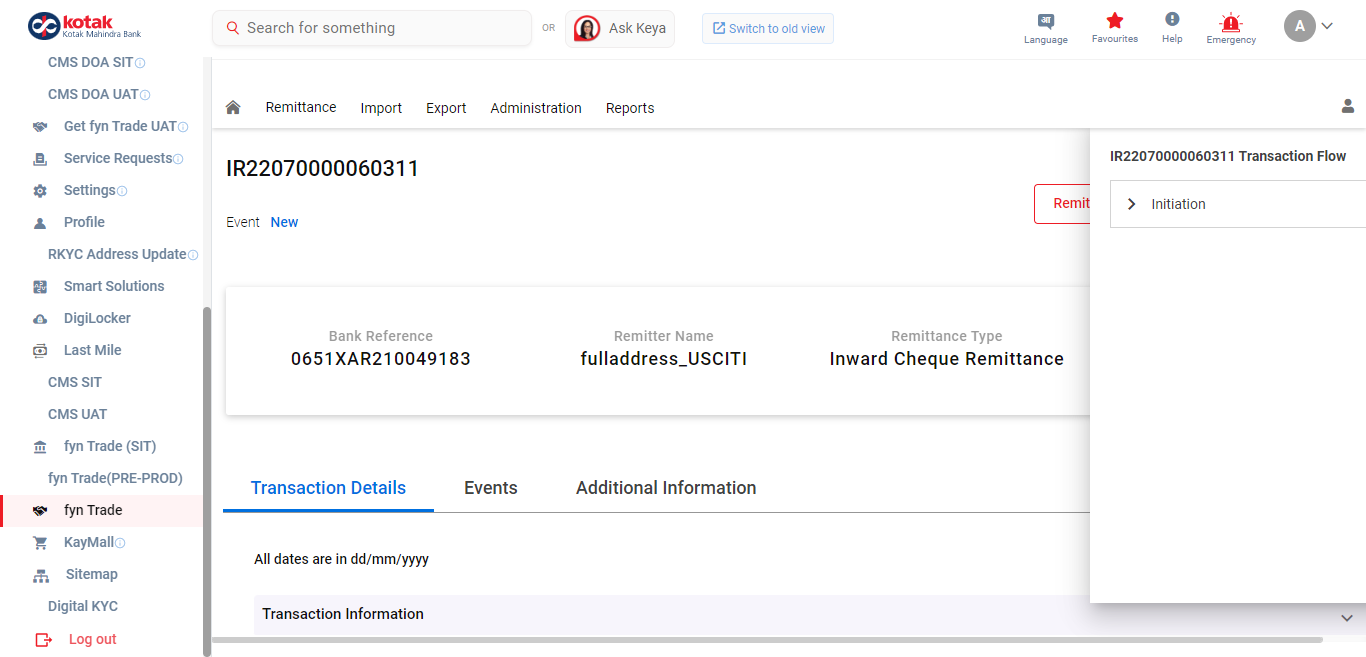 kotak
Kotak Mahindra Bank
Search for something
OR
Ask Keya
Switch to old view
अा
Language
Favourites
Help
Emergency
A
CMS DOA SIT
CMS DOA UAT
Get fyn Trade UAT
Service Requests
Settings
Profile
RKYC Address Update
Smart Solutions
DigiLocker
Last Mile
CMS SIT
CMS UAT
fyn Trade (SIT)
fyn Trade(PRE-PROD)
fyn Trade
KayMall
Sitemap
Digital KYC
Log out
Remittance
Import
Export
Administration
Reports
IR22070000060311
Event New
Remit
Bank Reference
0651XAR210049183
Remitter Name
fulladdress_USCITI
Remittance Type
Inward Cheque Remittance
Transaction Details
Events
Additional Information
All dates are in dd/mm/yyyy
Transaction Information
IR22070000060311 Transaction Flow
Initiation